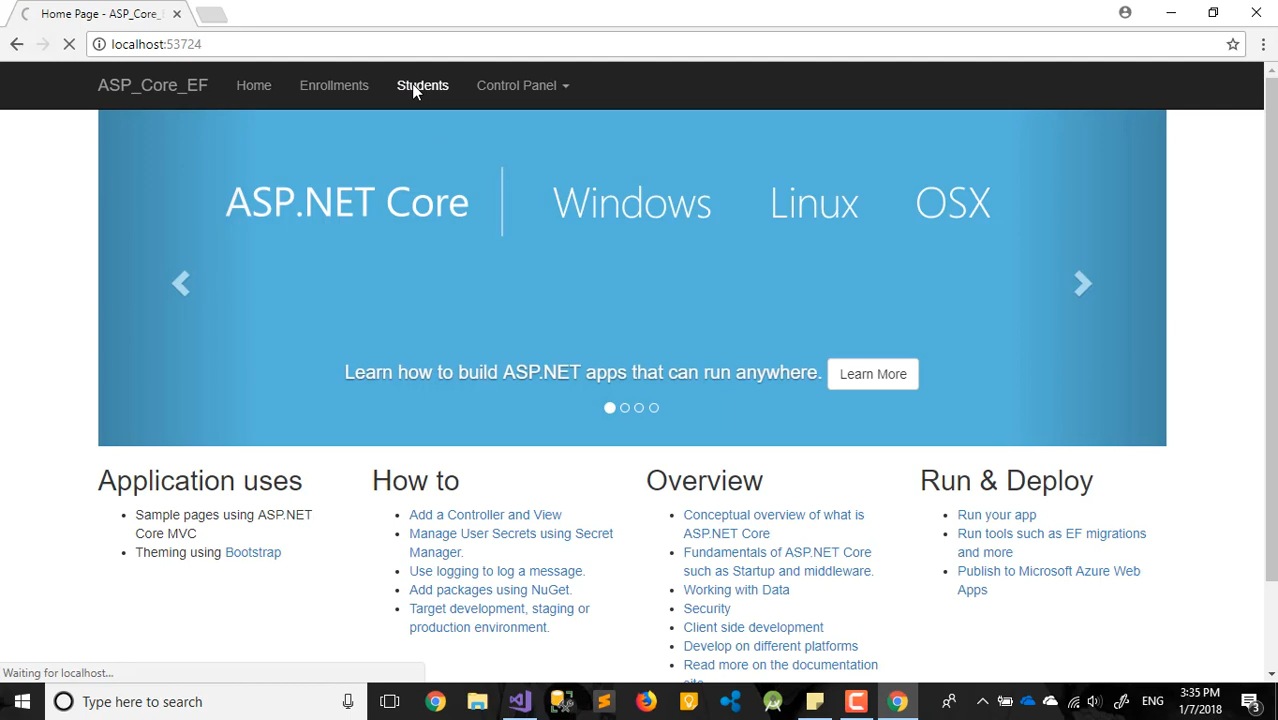 Home Page - ASP_Core_
localhost:53724
ASP_Core_EF Home Enrollments Students Control Panel
ASP.NET Core Windows Linux OSX
Learn how to build ASP.NET apps that can run anywhere. Learn More
Application uses
Sample pages using ASP.NET
Core MVC
Theming using Bootstrap
How to
Add a Controller and View
Manage User Secrets using Secret
Manager.
Use logging to log a message.
Add packages using NuGet.
Target development, staging or
production environment.
Overview
Conceptual overview of what is
ASP.NET Core
Fundamentals of ASP.NET Core
such as Startup and middleware.
Working with Data
Security
Client side development
Develop on different platforms
Read more on the documentation
Run & Deploy
Run your app
Run tools such as EF migrations
and more
Publish to Microsoft Azure Web
Apps
Waiting for localhost...
Type here to search
ENG
3:35 PM
1/7/2018
3